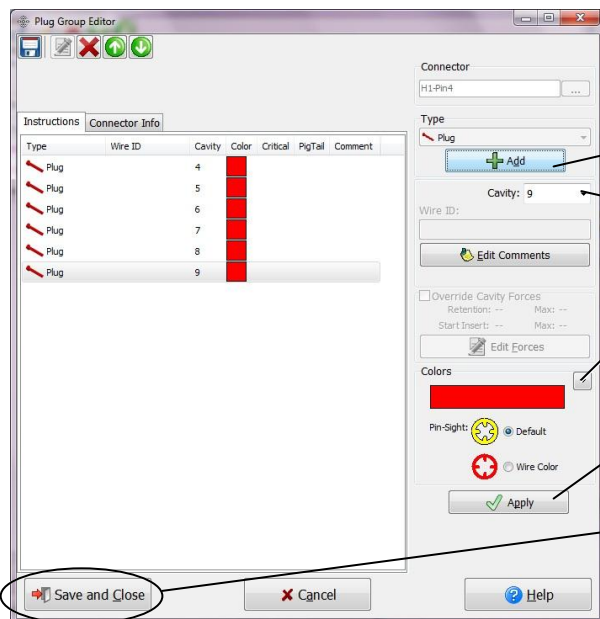 Plug Group Editor
Connector
H1-Pin4 ...
Instructions Connector Info
Type
Plug
Add
Type Wire ID Cavity Color Critical PigTail Comment
Plug 4
Plug 5
Plug 6
Plug 7
Plug 8
Plug 9
Cavity: 9
Wire ID:
Edit Comments
Override Cavity Forces
Retention: -- Max: --
Start Insert: -- Max: --
Edit Forces
Colors
Pin-Sight: Default
Wire Color
Apply
Save and Close Cancel Help